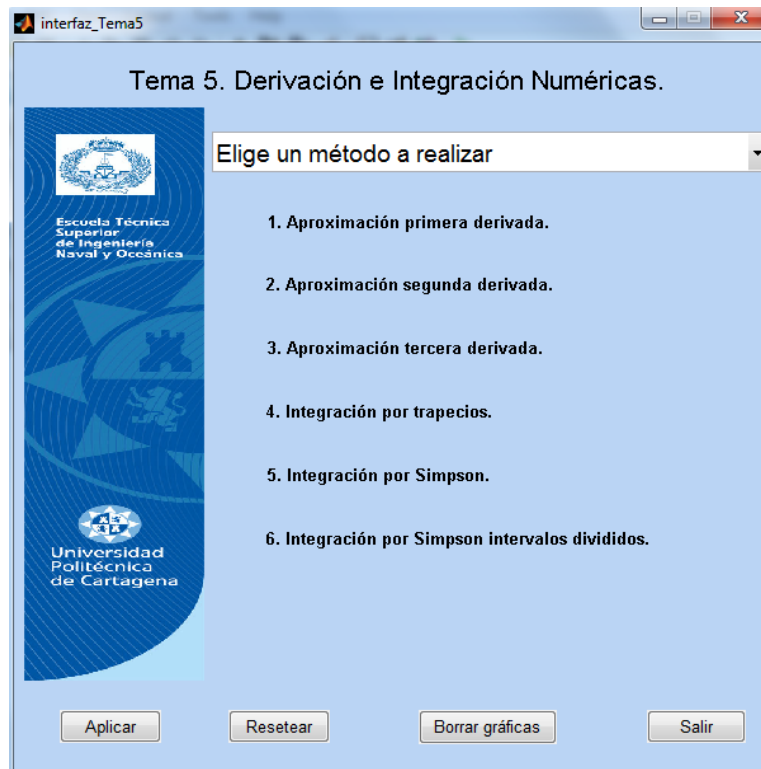 interfaz_Tema5
Tema 5. Derivación e Integración Numéricas.
Elige un método a realizar
Escuela Técnica
Superior
de Ingeniería
Naval y Oceánica
1. Aproximación primera derivada.
2. Aproximación segunda derivada.
3. Aproximación tercera derivada.
4. Integración por trapecios.
5. Integración por Simpson.
6. Integración por Simpson intervalos divididos.
Universidad
Politécnica
de Cartagena
Aplicar
Resetear
Borrar gráficas
Salir